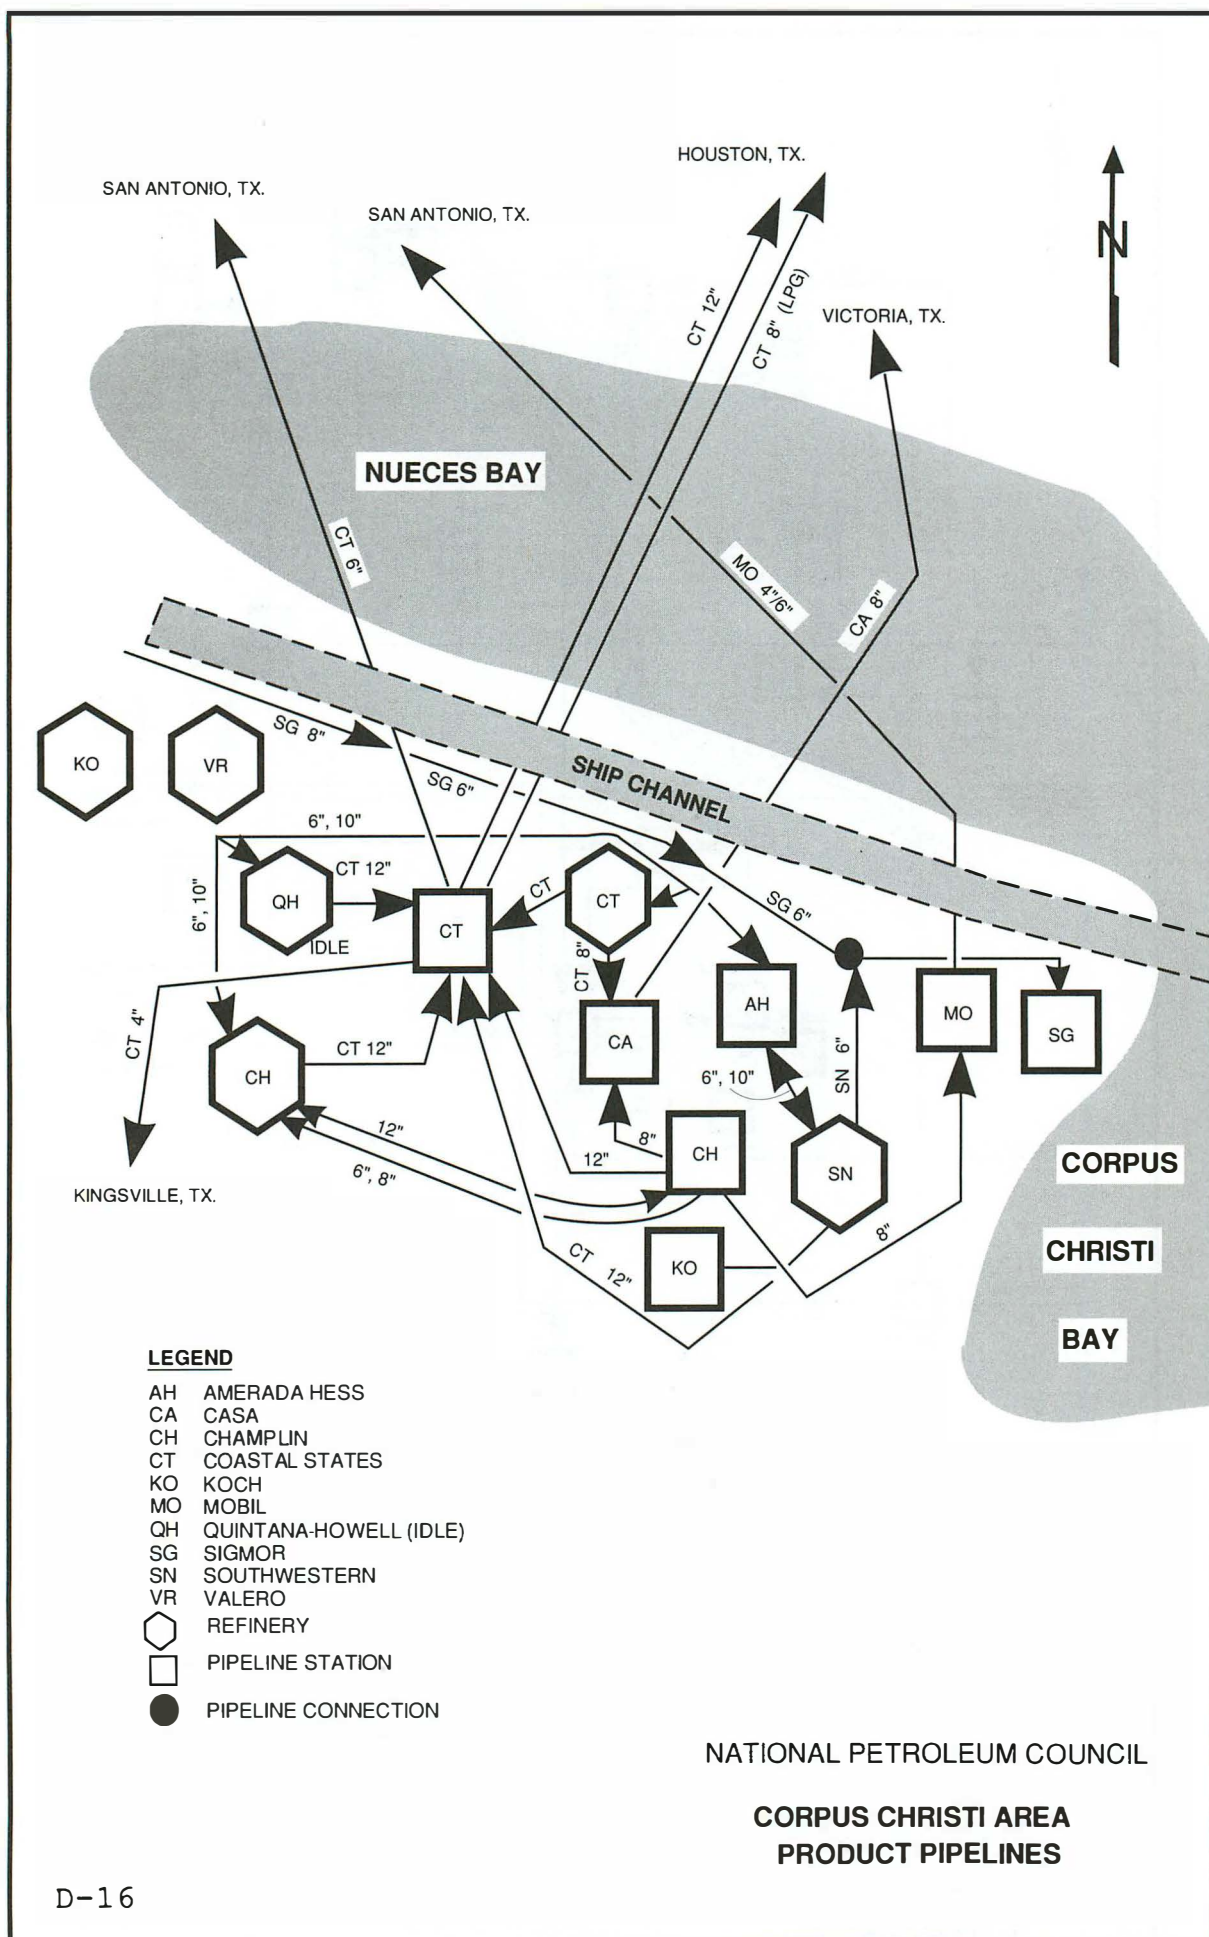 HOUSTON, TX.
SAN ANTONIO, TX.
SAN ANTONIO, TX.
N
CT 12"
CT 8" (LPG)
VICTORIA, TX.
NUECES BAY
CT 6"
MO 4"/6"
CA 8"
SG 8"
KO
VR
SG 6"
SHIP CHANNEL
6", 10"
CT 12"
6", 10"
QH
IDLE
CT
CT
CT
SG 6"
CT 8"
AH
MO
SG
CT 4"
CA
CT 12"
CH
6", 10"
SN 6"
12"
8"
CH
12"
6", 8"
SN
CORPUS
KINGSVILLE, TX.
8"
CHRISTI
CT 12"
KO
BAY
LEGEND
AH AMERADA HESS
CA CASA
CH CHAMPLIN
CT COASTAL STATES
KO KOCH
MO MOBIL
QH QUINTANA-HOWELL (IDLE)
SG SIGMOR
SN SOUTHWESTERN
VR VALERO
REFINERY
PIPELINE STATION
PIPELINE CONNECTION
NATIONAL PETROLEUM COUNCIL
CORPUS CHRISTI AREA
PRODUCT PIPELINES
D-16